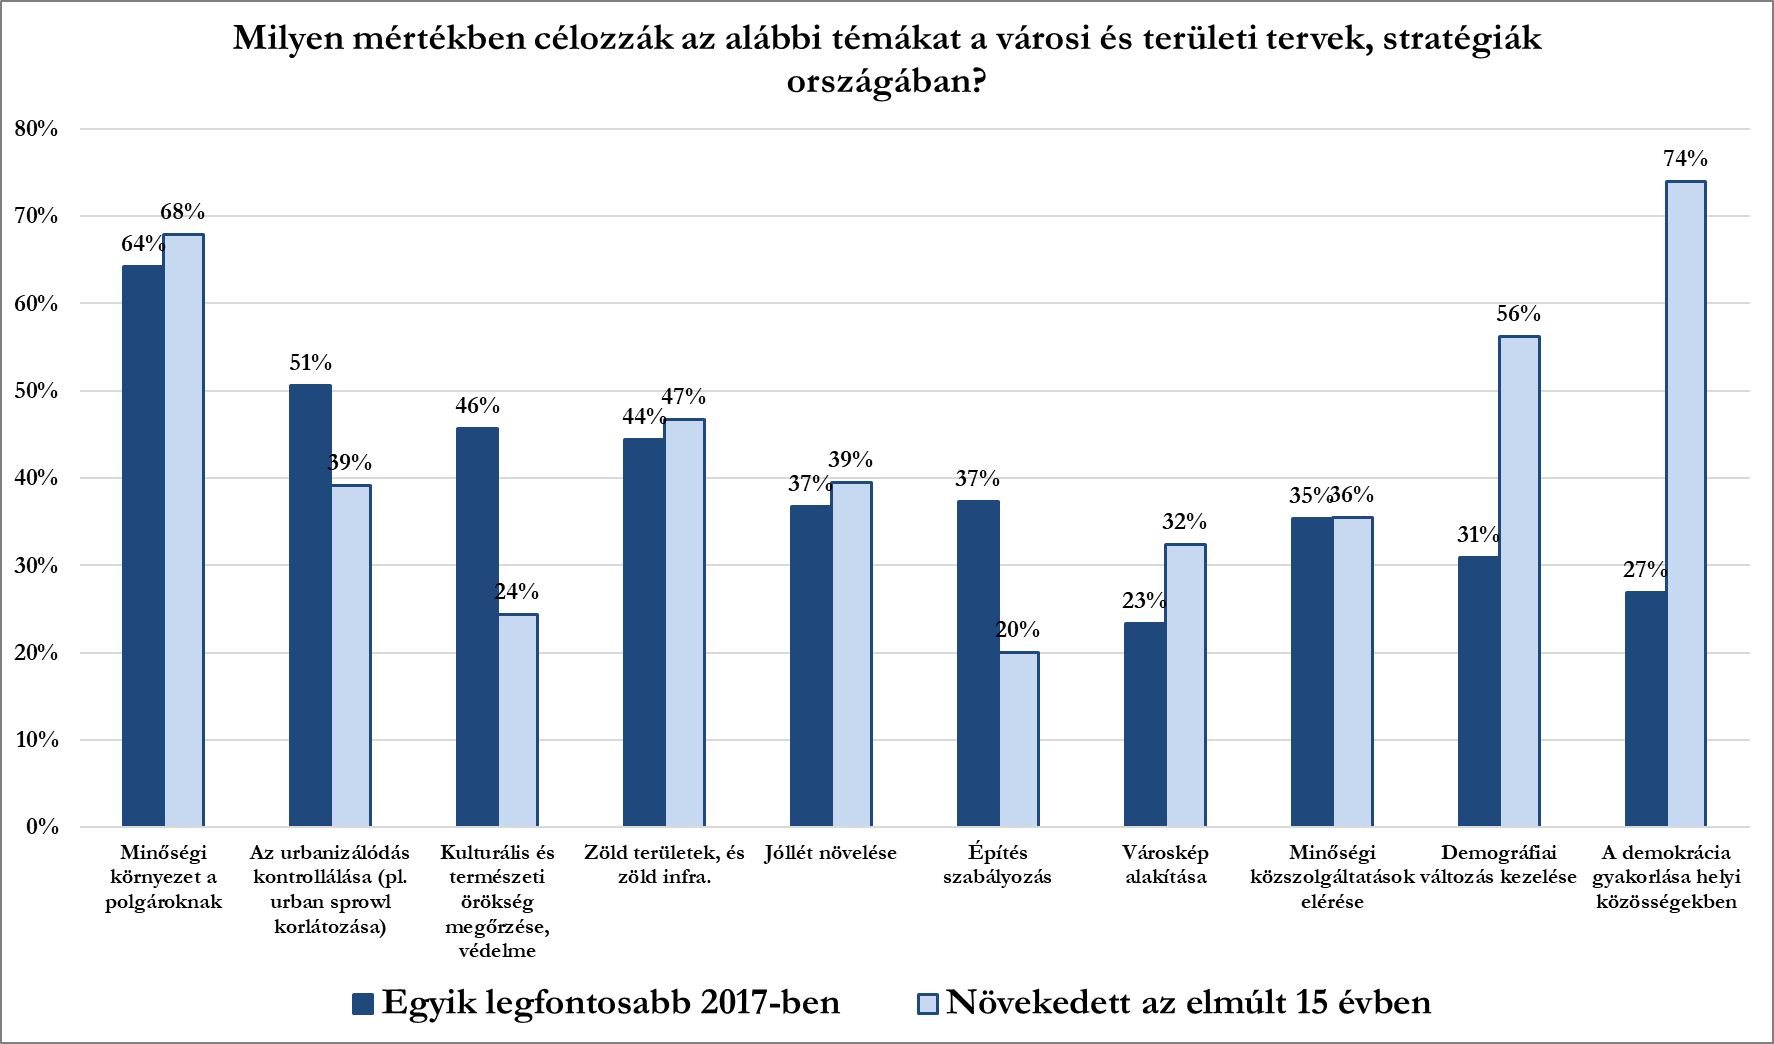 Milyen mértékben célozzák az alábbi témákat a városi és területi tervek, stratégiák
országában?
80%
70%
60%
50%
40%
30%
20%
10%
0%
64%
68%
51%
39%
46%
24%
44%
47%
37%
39%
37%
20%
23%
32%
35%
36%
31%
56%
27%
74%
Minőségi
környezet a
polgároknak
Az urbanizálódás
kontrollálása (pl.
urban sprowl
korlátozása)
Kulturális és
természeti
örökség
megőrzése,
védelme
Zöld területek, és
zöld infra.
Jóllét növelése
Építés
szabályozás
Városkép
alakítása
Minőségi
közszolgáltatások
elérése
Demográfiai
változás kezelése
A demokrácia
gyakorlása helyi
közösségekben
Egyik legfontosabb 2017-ben
Növekedett az elmúlt 15 évben